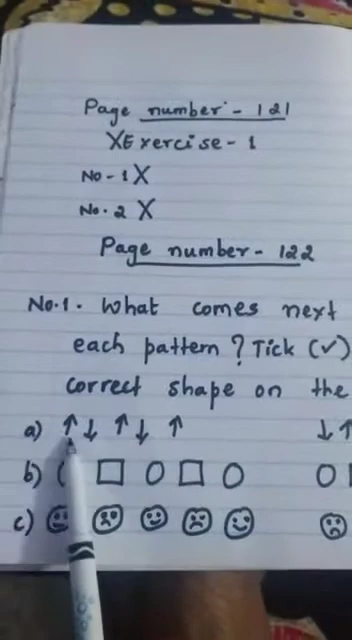 Page number - 121
XExercise - 1
No - 1 X
No. 2 X
Page number - 122
No.1. What comes next
each pattern? Tick (✓)
correct shape on the
a) ↑ ↓ ↑ ↓ ↑ ↓ ↑
b) □ ○ □ ○ ○
c)